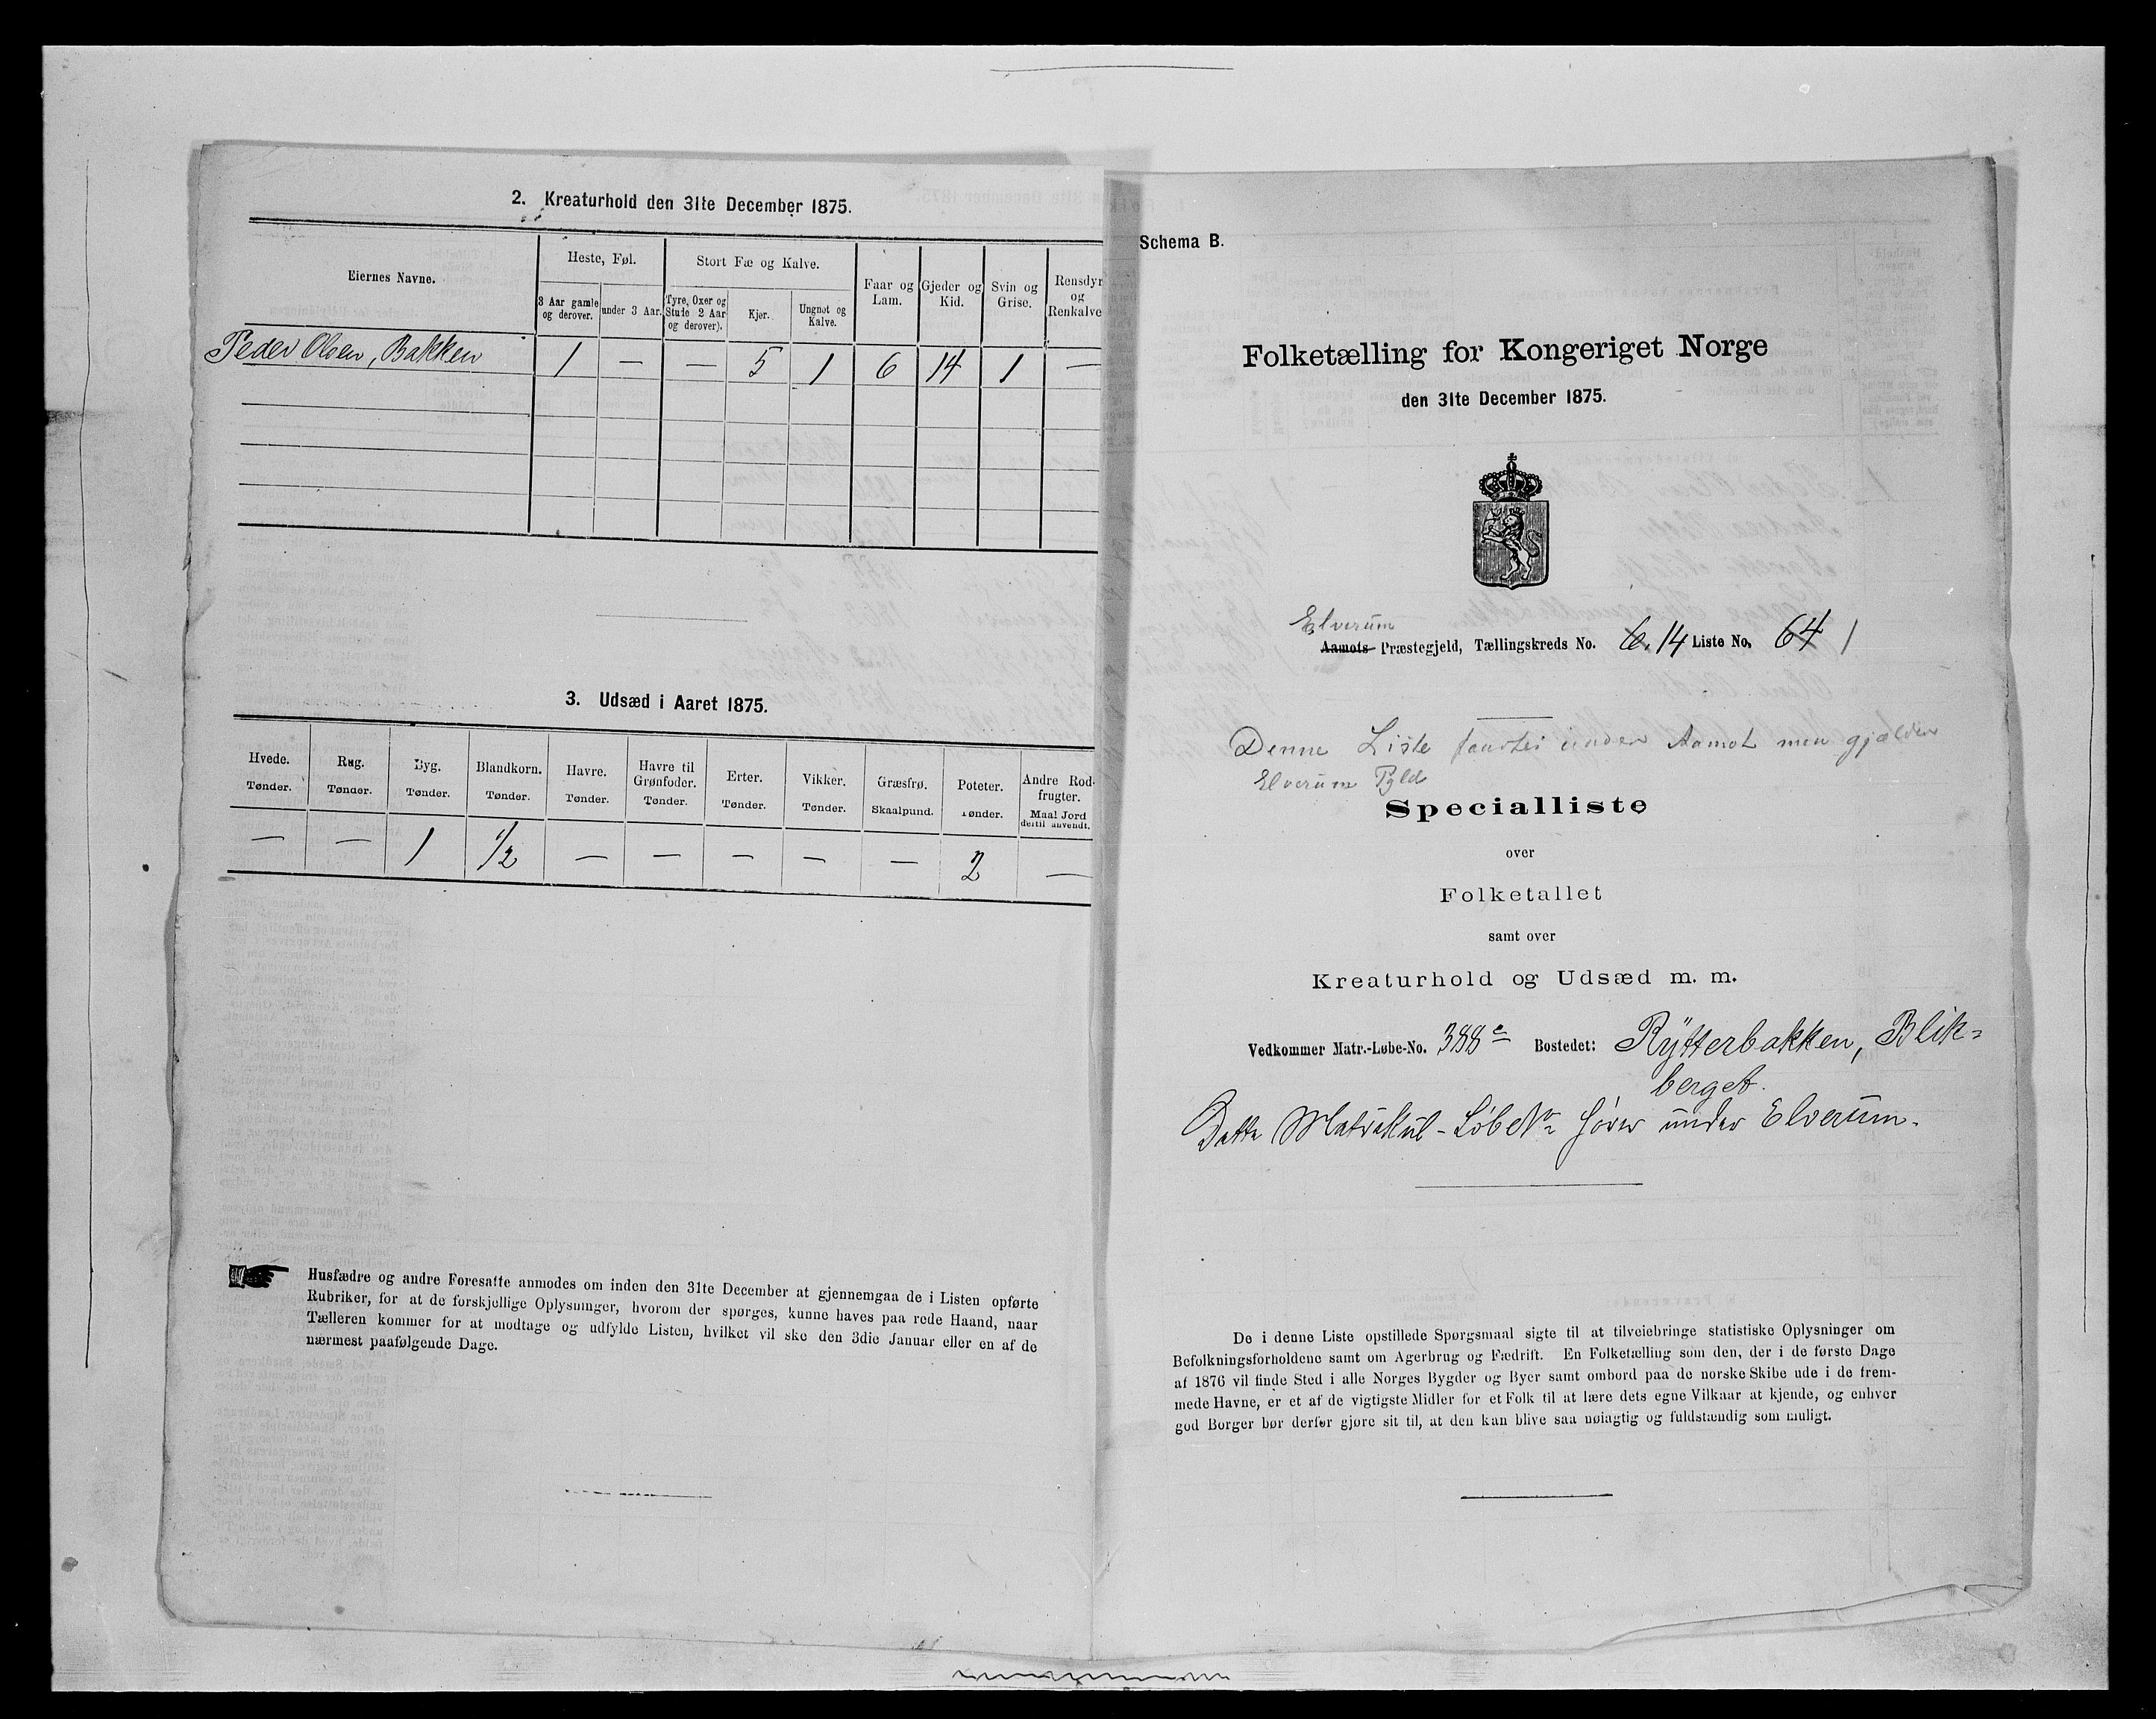 2. Kreaturhold den 31te December 1875.
Eiernes Navne.
Heste, Føl.
Stort Fæ og Kalve.
Faar og Lam.
Gjeder og Kid.
Svin og Grise.
Rensdyr og Renkalve
3 Aar gamle og derover.
under 3 Aar.
Tyre, Oxer og Stude 2 Aar og derover).
Kjør.
Ungnøt og Kalve.
Peder Olsen, Bakken 1 — — 5 1 6 14 1 —
3. Udsæd i Aaret 1875.
Hvede. Rug. Byg. Blandkorn. Havre. Havre til Grønfoder. Erter. Vikker. Græsfrø. Poteter. Andre Rodfrugter.
Tønder. Tønder. Tønder. Tønder. Tønder. Tønder. Tønder. Tønder. Skaalpund. Tønder. Maal Jord dertil anvendt.
— — 1 1/2 — — — — — 2 —
Husfædre og andre Foresatte anmodes om inden den 31te December at gjennemgaa de i Listen opførte
Rubriker, for at de forskjellige Oplysninger, hvorom der spørges, kunne haves paa rede Haand, naar
Tælleren kommer for at modtage og udfylde Listen, hvilket vil ske den 3die Januar eller en af de
nærmest paafølgende Dage.
Schema B.
Folketælling for Kongeriget Norge
den 31te December 1875.
Elverum
Aamots Præstegjeld, Tællingskreds No. 6. 14 Liste No. 64 1
Denne Liste under Aamot men gjælder
Elverum Pgld
Specialliste
over
Folketallet
samt over
Kreaturhold og Udsæd m. m.
Vedkommer Matr.-Løbe-No. 388e Bostedet: Rytterbakken, Blik-
berget.
Dette Matrikul-Løbe No hører under Elverum.
De i denne Liste opstillede Spørgsmaal sigte til at tilveiebringe statistiske Oplysninger om
Befolkningsforholdene samt om Agerbrug og Fædrift. En Folketælling som den, der i de første Dage
af 1876 vil finde Sted i alle Norges Bygder og Byer samt ombord paa de norske Skibe ude i de frem-
mede Havne, er et af de vigtigste Midler for et Folk til at lære dets egne Vilkaar at kjende, og enhver
god Borger bør derfor gjøre sit til, at den kan blive saa nøiagtig og fuldstændig som muligt.